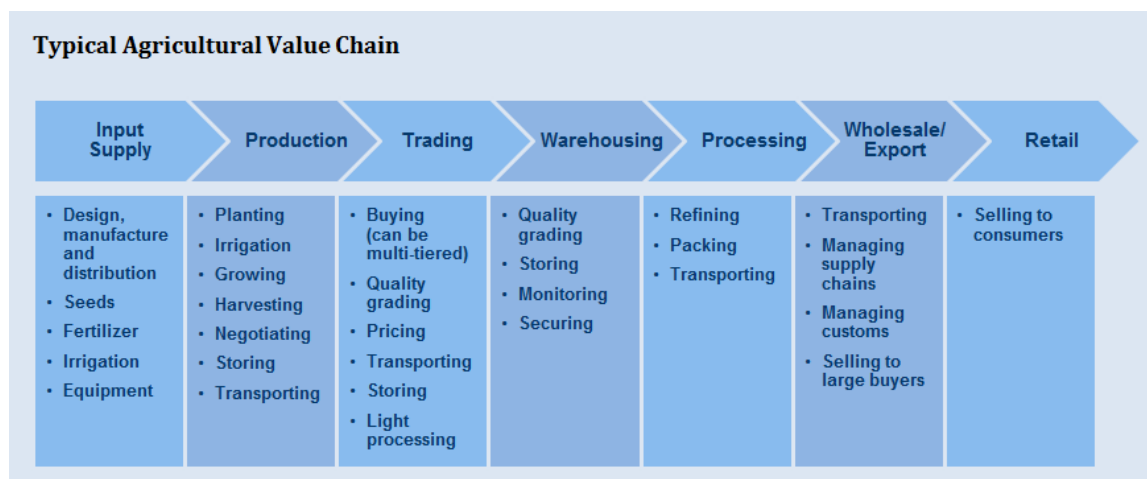 Typical Agricultural Value Chain
Input
Supply
Production
Trading
Warehousing
Processing
Wholesale/
Export
Retail
• Design,
manufacture
and
distribution
• Seeds
• Fertilizer
• Irrigation
• Equipment
• Planting
• Irrigation
• Growing
• Harvesting
• Negotiating
• Storing
• Transporting
• Buying
(can be
multi-tiered)
• Quality
grading
• Pricing
• Transporting
• Storing
• Light
processing
• Quality
grading
• Storing
• Monitoring
• Securing
• Refining
• Packing
• Transporting
• Transporting
• Managing
supply
chains
• Managing
customs
• Selling to
large buyers
• Selling to
consumers